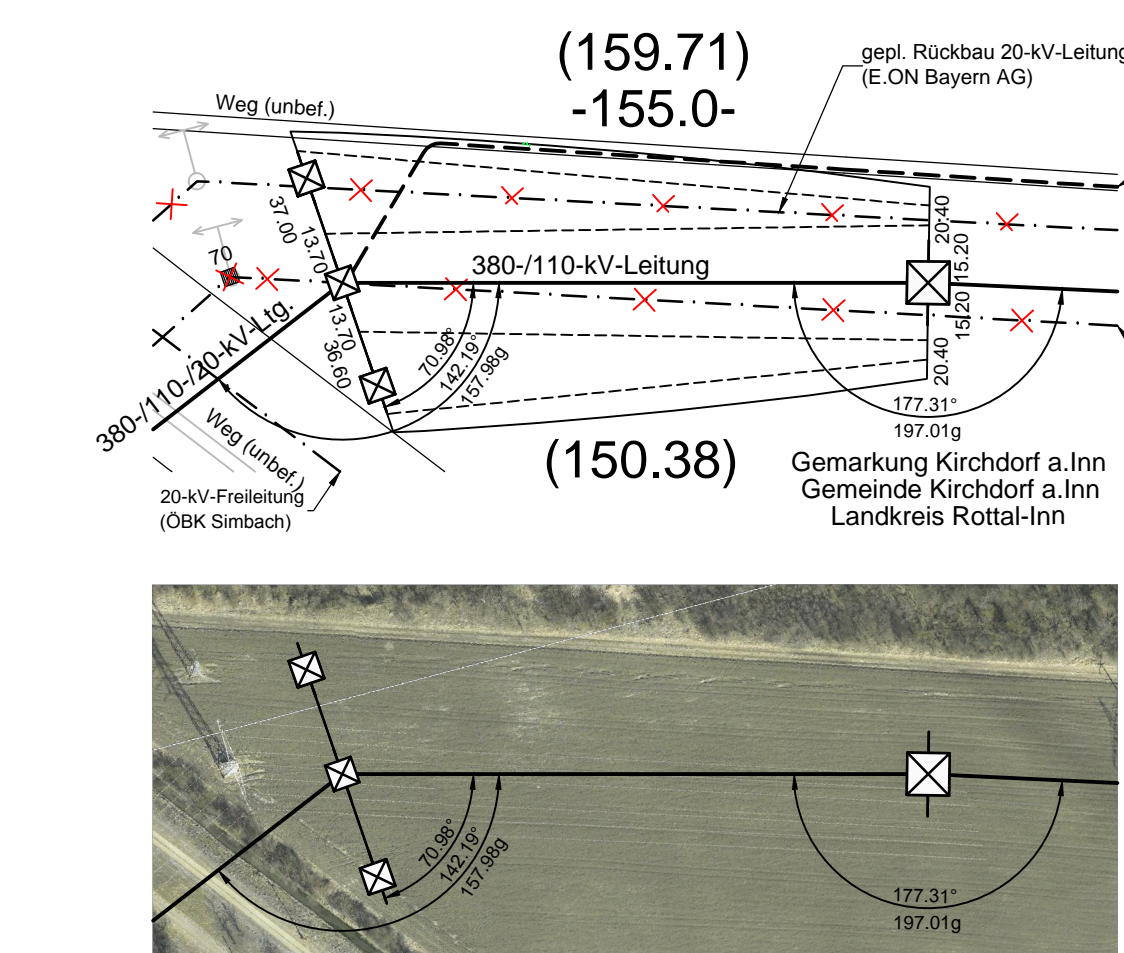 (159.71)
-155.0-
gepl. Rückbau 20-kV-Leitung
(E.ON Bayern AG)
Weg (unbef.)
37.00
13.70
70
380-/110-kV-Leitung
20.40
15.20
15.20
20.40
13.70
36.60
70.98°
142.19°
157.98g
177.31°
197.01g
380-/110-/20-kV-Ltg.
Weg (unbef.)
20-kV-Freileitung
(ÖBK Simbach)
(150.38)
Gemarkung Kirchdorf a.Inn
Gemeinde Kirchdorf a.Inn
Landkreis Rottal-Inn
70.98°
142.19°
157.98g
177.31°
197.01g